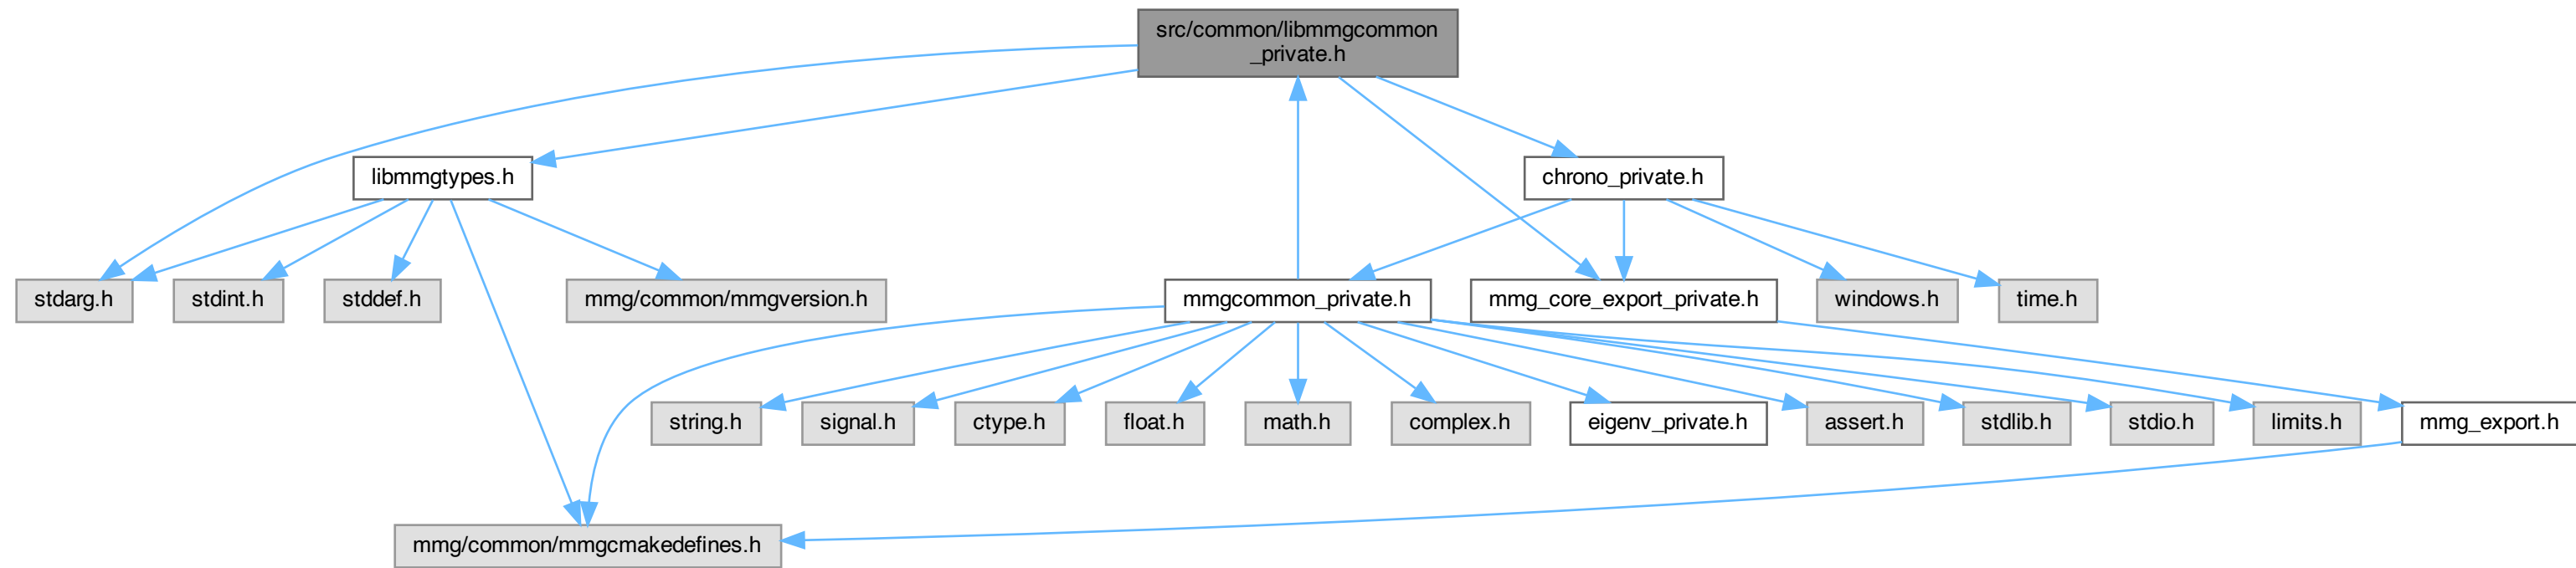 src/common/libmmgcommon
_private.h
libmmgtypes.h
chrono_private.h
stdarg.h
stdint.h
stddef.h
mmg/common/mmgversion.h
mmgcommon_private.h
mmg_core_export_private.h
windows.h
time.h
string.h
signal.h
ctype.h
float.h
math.h
complex.h
eigenv_private.h
assert.h
stdlib.h
stdio.h
limits.h
mmg_export.h
mmg/common/mmgcmakedefines.h